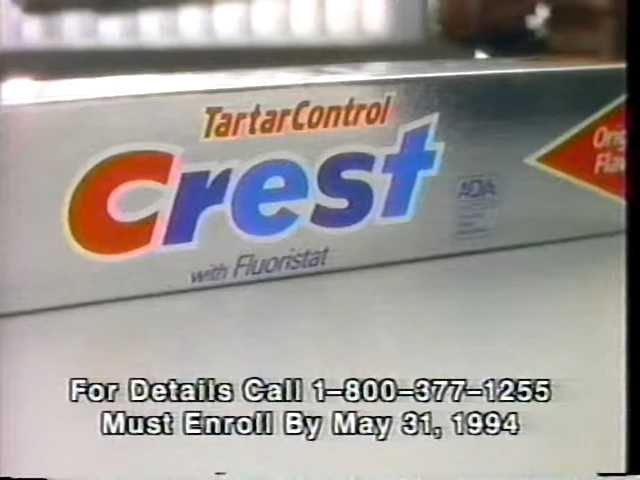 TartarControl
Crest
with Fluoristat
ADA
For Details Call 1-800-377-1255
Must Enroll By May 31, 1994